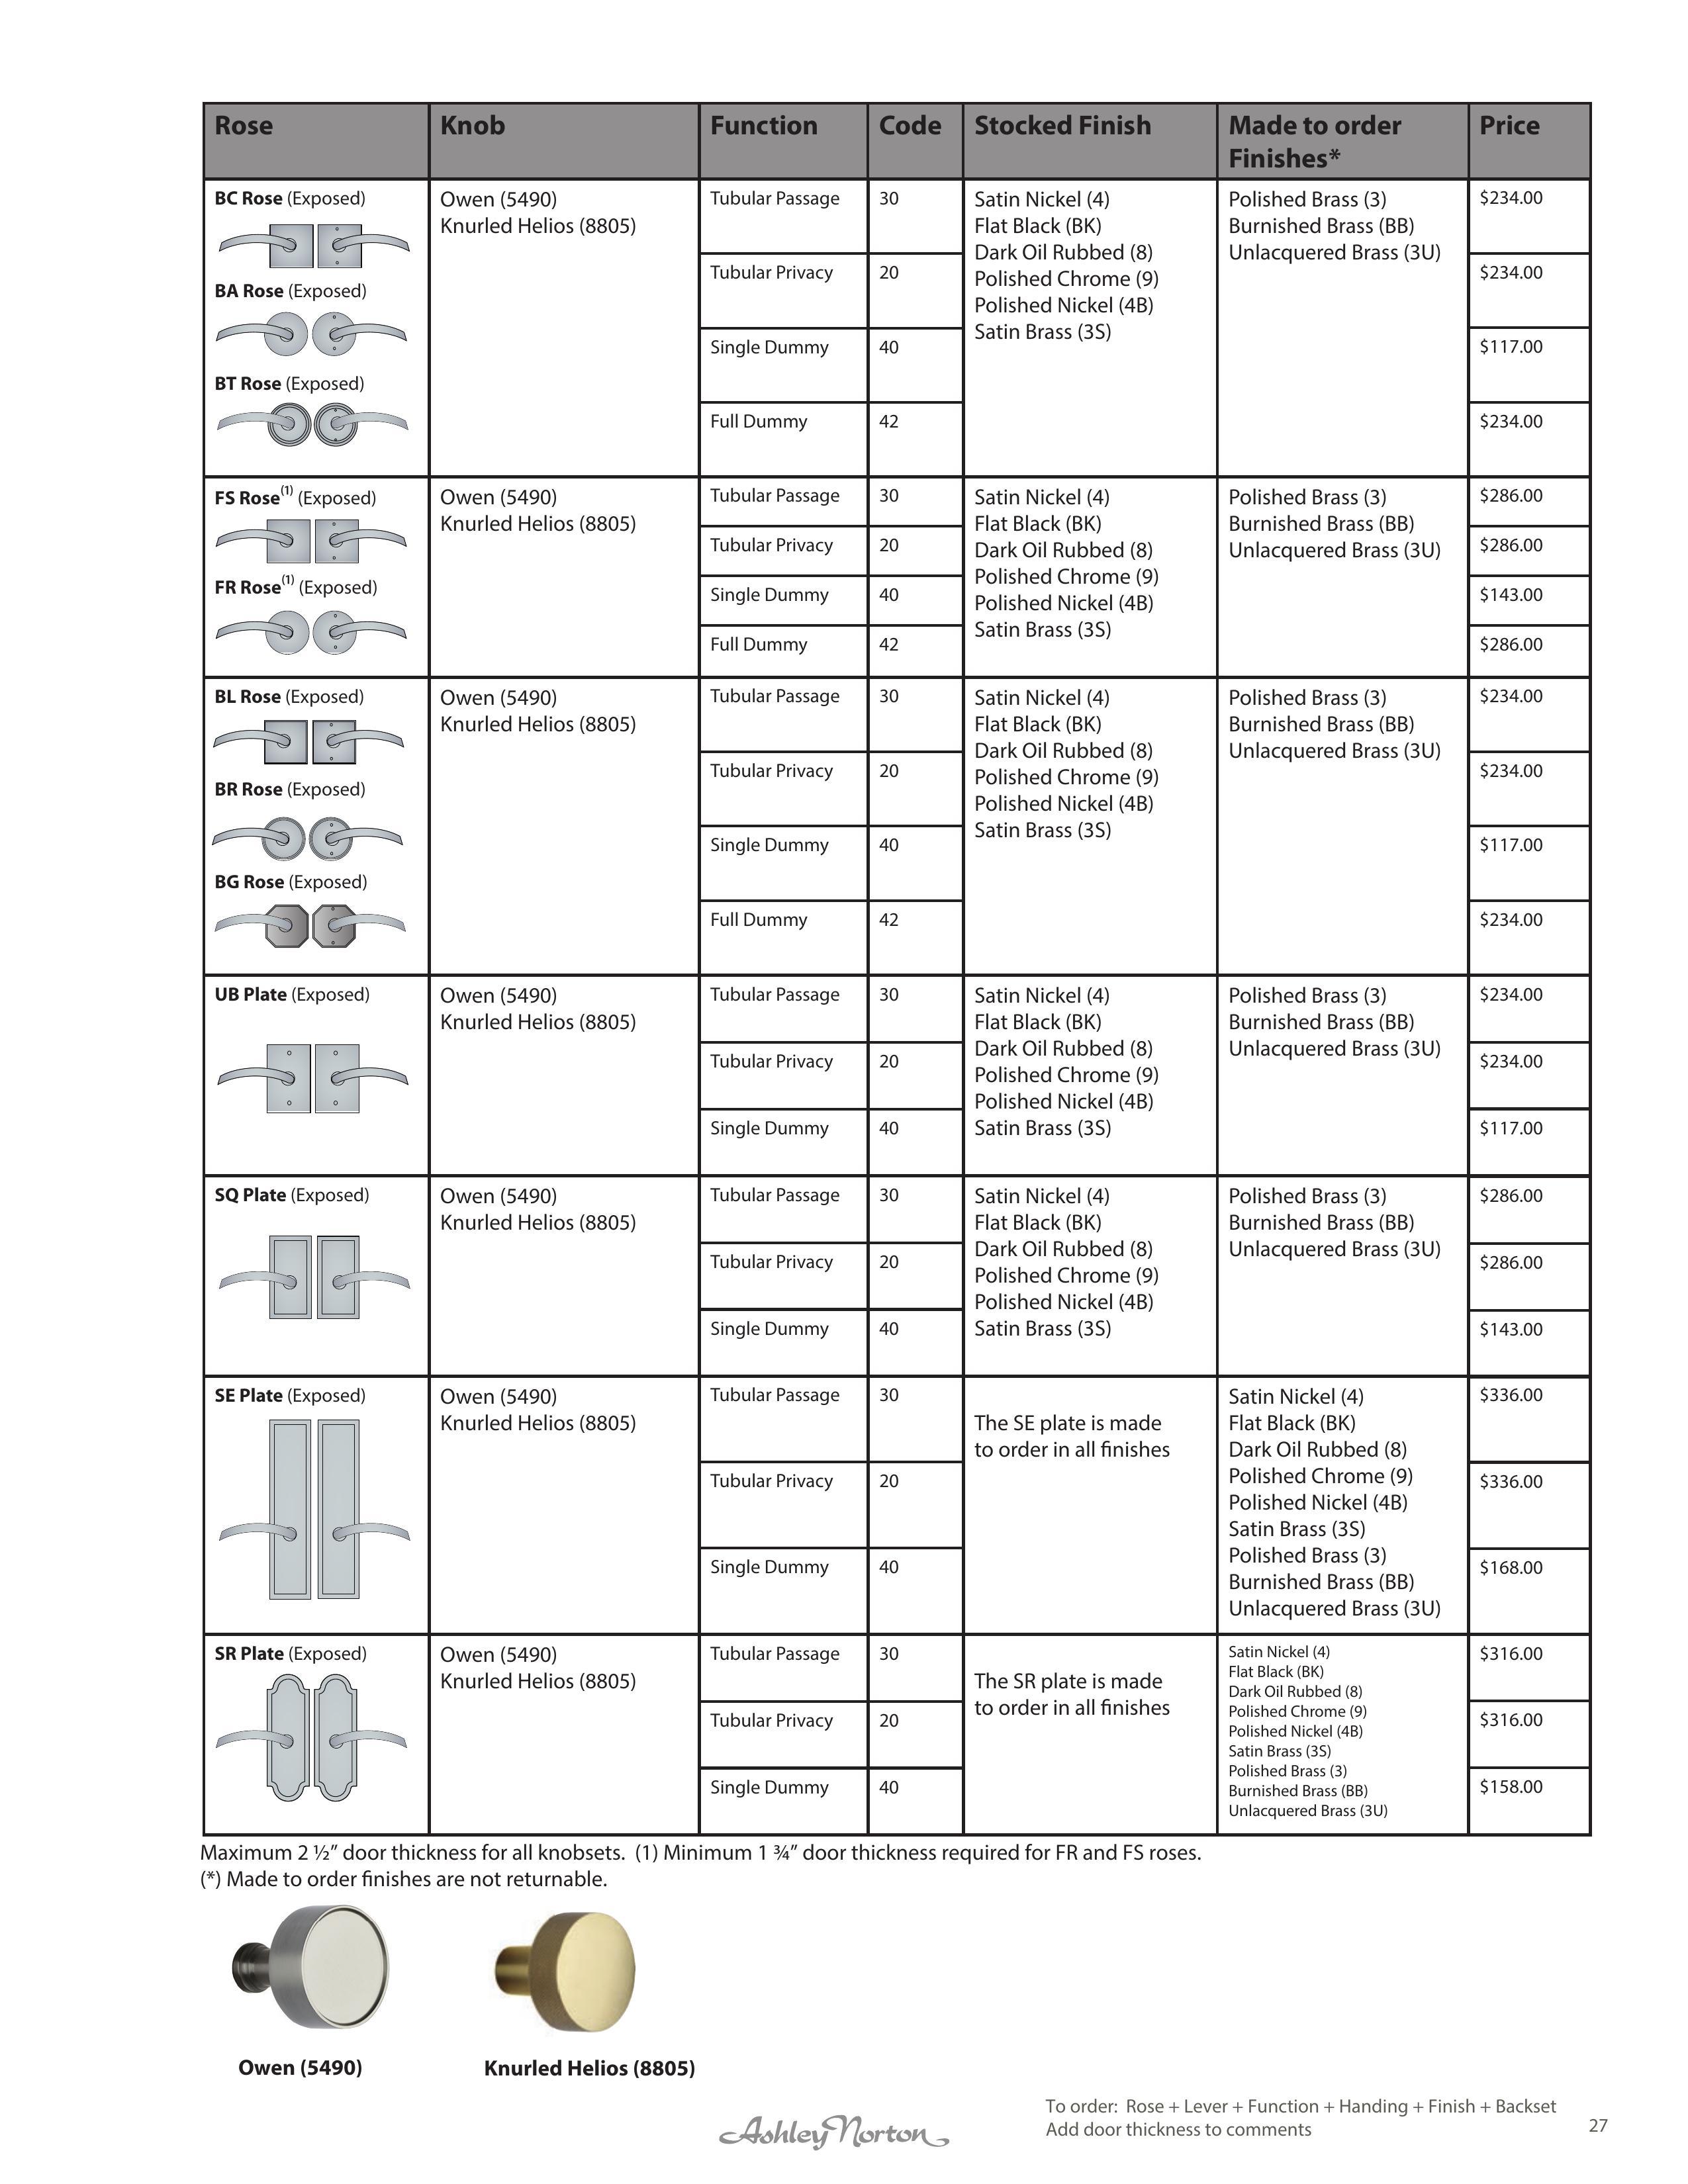 Rose Knob Function Code Stocked Finish Made to order Finishes* Price
BC Rose (Exposed)
BA Rose (Exposed)
BT Rose (Exposed)
Owen (5490)
Knurled Helios (8805)
Tubular Passage 30
Tubular Privacy 20
Single Dummy 40
Full Dummy 42
Satin Nickel (4)
Flat Black (BK)
Dark Oil Rubbed (8)
Polished Chrome (9)
Polished Nickel (4B)
Satin Brass (3S)
Polished Brass (3)
Burnished Brass (BB)
Unlacquered Brass (3U)
$234.00
$234.00
$117.00
$234.00
FS Rose(1) (Exposed)
FR Rose(1) (Exposed)
Owen (5490)
Knurled Helios (8805)
Tubular Passage 30
Tubular Privacy 20
Single Dummy 40
Full Dummy 42
Satin Nickel (4)
Flat Black (BK)
Dark Oil Rubbed (8)
Polished Chrome (9)
Polished Nickel (4B)
Satin Brass (3S)
Polished Brass (3)
Burnished Brass (BB)
Unlacquered Brass (3U)
$286.00
$286.00
$143.00
$286.00
BL Rose (Exposed)
BR Rose (Exposed)
BG Rose (Exposed)
Owen (5490)
Knurled Helios (8805)
Tubular Passage 30
Tubular Privacy 20
Single Dummy 40
Full Dummy 42
Satin Nickel (4)
Flat Black (BK)
Dark Oil Rubbed (8)
Polished Chrome (9)
Polished Nickel (4B)
Satin Brass (3S)
Polished Brass (3)
Burnished Brass (BB)
Unlacquered Brass (3U)
$234.00
$234.00
$117.00
$234.00
UB Plate (Exposed)
Owen (5490)
Knurled Helios (8805)
Tubular Passage 30
Tubular Privacy 20
Single Dummy 40
Satin Nickel (4)
Flat Black (BK)
Dark Oil Rubbed (8)
Polished Chrome (9)
Polished Nickel (4B)
Satin Brass (3S)
Polished Brass (3)
Burnished Brass (BB)
Unlacquered Brass (3U)
$234.00
$234.00
$117.00
SQ Plate (Exposed)
Owen (5490)
Knurled Helios (8805)
Tubular Passage 30
Tubular Privacy 20
Single Dummy 40
Satin Nickel (4)
Flat Black (BK)
Dark Oil Rubbed (8)
Polished Chrome (9)
Polished Nickel (4B)
Satin Brass (3S)
Polished Brass (3)
Burnished Brass (BB)
Unlacquered Brass (3U)
$286.00
$286.00
$143.00
SE Plate (Exposed)
Owen (5490)
Knurled Helios (8805)
Tubular Passage 30
Tubular Privacy 20
Single Dummy 40
The SE plate is made
to order in all finishes
Satin Nickel (4)
Flat Black (BK)
Dark Oil Rubbed (8)
Polished Chrome (9)
Polished Nickel (4B)
Satin Brass (3S)
Polished Brass (3)
Burnished Brass (BB)
Unlacquered Brass (3U)
$336.00
$336.00
$168.00
SR Plate (Exposed)
Owen (5490)
Knurled Helios (8805)
Tubular Passage 30
Tubular Privacy 20
Single Dummy 40
The SR plate is made
to order in all finishes
Satin Nickel (4)
Flat Black (BK)
Dark Oil Rubbed (8)
Polished Chrome (9)
Polished Nickel (4B)
Satin Brass (3S)
Polished Brass (3)
Burnished Brass (BB)
Unlacquered Brass (3U)
$316.00
$316.00
$158.00
Maximum 2 ½” door thickness for all knobsets. (1) Minimum 1 ¾” door thickness required for FR and FS roses.
(*) Made to order finishes are not returnable.
Owen (5490)
Knurled Helios (8805)
Ashley Norton
To order: Rose + Lever + Function + Handing + Finish + Backset
Add door thickness to comments
27